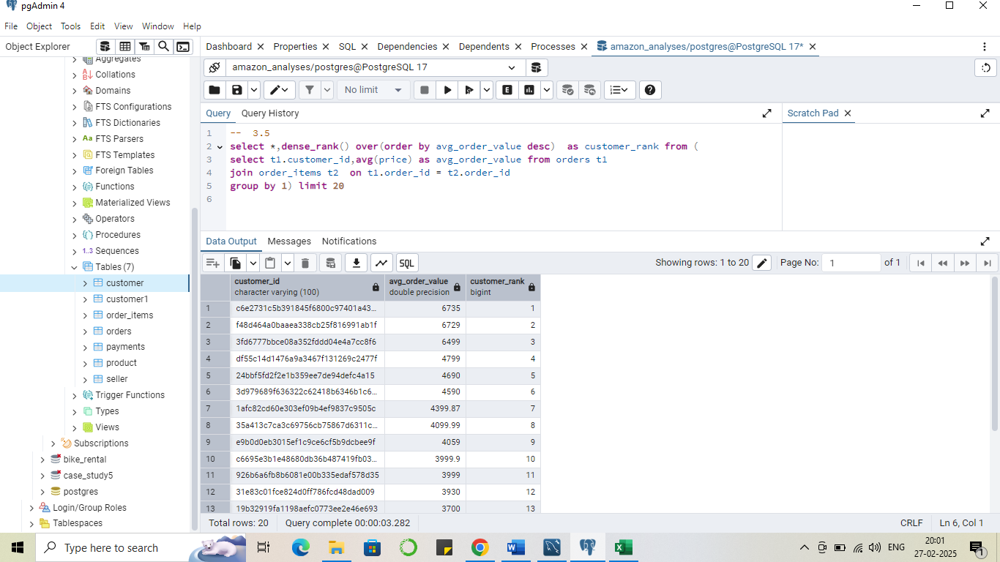 pgAdmin 4
File Object Tools Edit View Window Help
Object Explorer
Dashboard Properties SQL Dependencies Dependents Processes amazon_analyses/postgres@PostgreSQL 17*
Aggregates
Collations
Domains
FTS Configurations
FTS Dictionaries
Aa FTS Parsers
FTS Templates
Foreign Tables
Functions
Materialized Views
Operators
Procedures
1..3 Sequences
Tables (7)
customer
customer1
order_items
orders
payments
product
seller
Trigger Functions
Types
Views
Subscriptions
bike_rental
case_study5
postgres
Login/Group Roles
Tablespaces
amazon_analyses/postgres@PostgreSQL 17
No limit E
Query Query History
Scratch Pad
1 -- 3.5
2 select *,dense_rank() over(order by avg_order_value desc) as customer_rank from (
3 select t1.customer_id,avg(price) as avg_order_value from orders t1
4 join order_items t2 on t1.order_id = t2.order_id
5 group by 1) limit 20
6
Data Output Messages Notifications
SQL Showing rows: 1 to 20 Page No: 1 of 1
customer_id avg_order_value customer_rank
character varying (100) double precision bigint
1 c6e2731c5b391845f6800c97401a43… 6735 1
2 f48d464a0baaea338cb25f816991ab1f 6729 2
3 3fd6777bbce08a352fddd04e4a7cc8f6 6499 3
4 df55c14d1476a9a3467f131269c2477f 4799 4
5 24bbf5fd2f2e1b359ee7de94defc4a15 4690 5
6 3d979689f636322c62418b6346b1c6… 4590 6
7 1afc82cd60e303ef09b4ef9837c9505c 4399.87 7
8 35a413c7ca3c69756cb75867d6311c… 4099.99 8
9 e9b0d0eb3015ef1c9ce6cf5b9dcbee9f 4059 9
10 c6695e3b1e48680db36b487419fb03… 3999.9 10
11 926b6a6fb8b6081e00b335edaf578d35 3999 11
12 31e83c01fce824d0ff786fcd48dad009 3930 12
13 19b32919fa1198aefc0773ee2e46e693 3700 13
Total rows: 20 Query complete 00:00:03.282 CRLF Ln 6, Col 1
Type here to search
ENG
20:01
27-02-2025
1